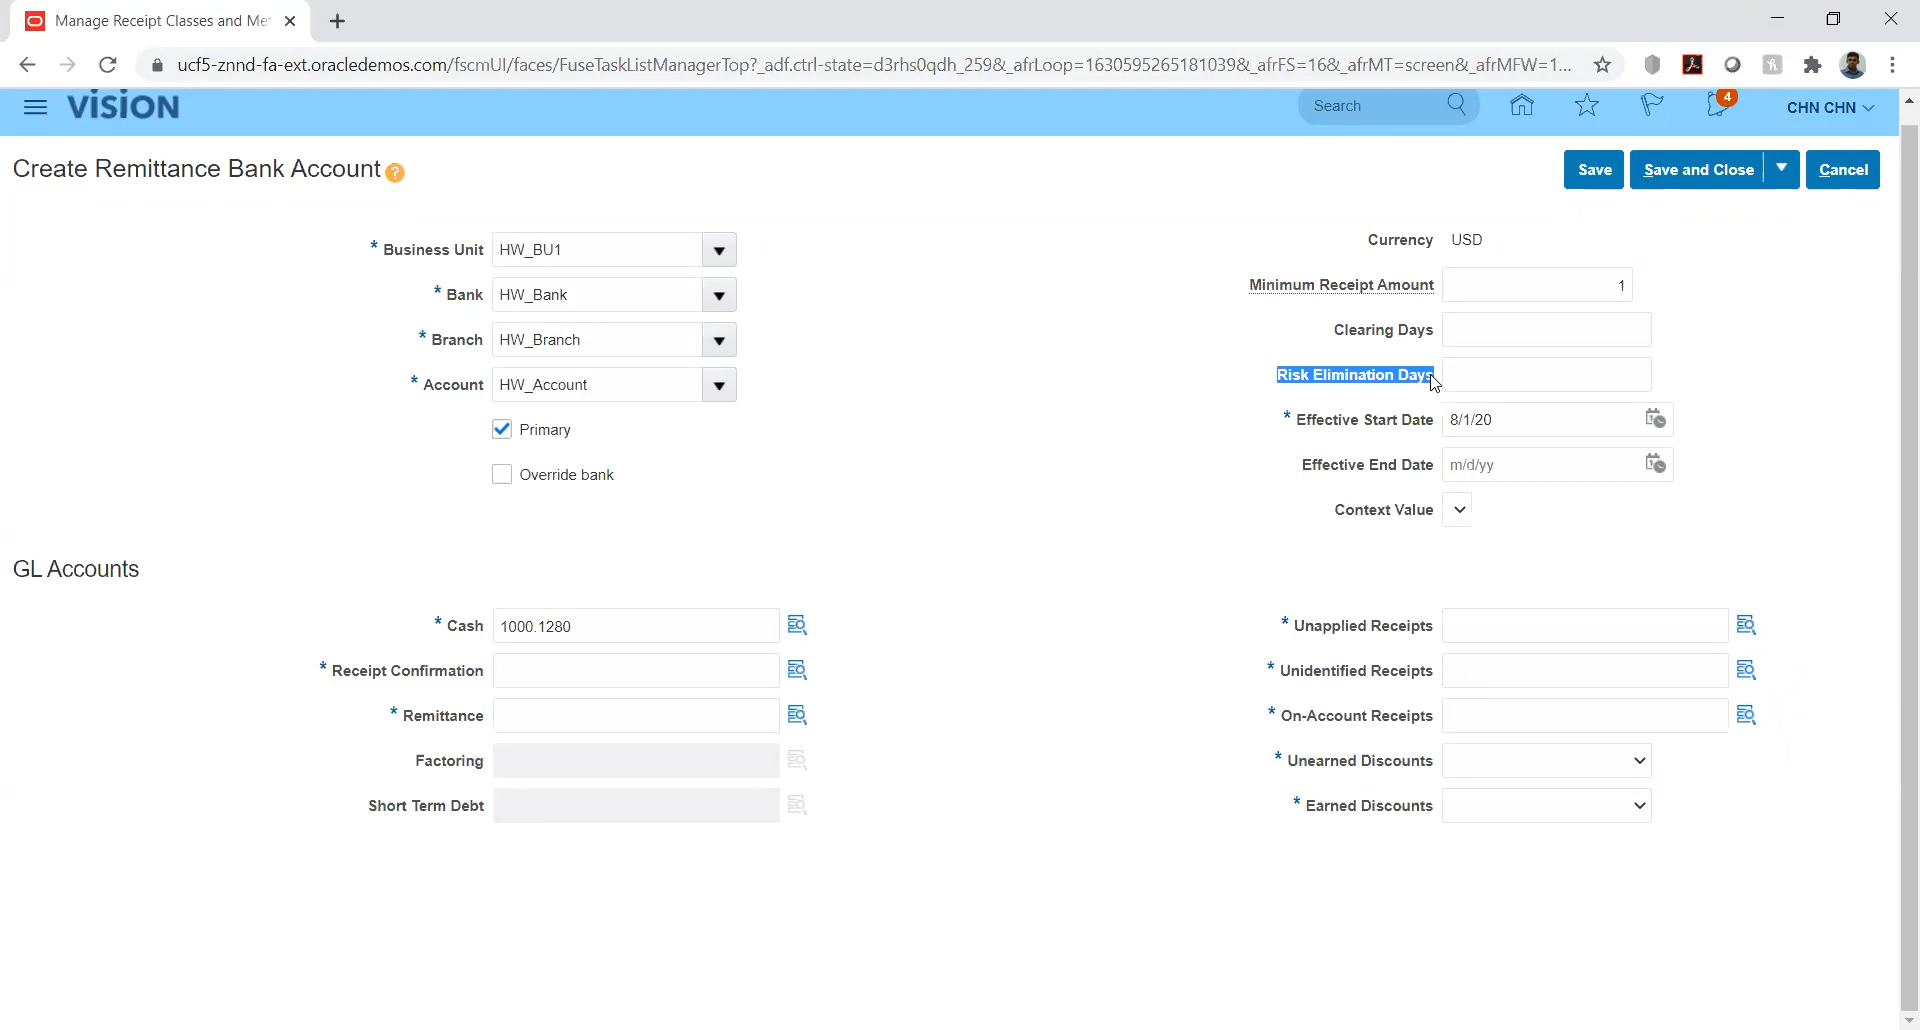 Manage Receipt Classes and Me
ucf5-znnd-fa-ext.oracledemos.com/fscmUI/faces/FuseTaskListManagerTop?_adf.ctrl-state=d3rhs0qdh_259&_afrLoop=1630595265181039&_afrFS=16&_afrMT=screen&_afrMFW=1...
VISION
Search
4
CHN CHN
Create Remittance Bank Account ?
Save
Save and Close
Cancel
* Business Unit HW_BU1
* Bank HW_Bank
* Branch HW_Branch
* Account HW_Account
Primary
Override bank
Currency USD
Minimum Receipt Amount 1
Clearing Days
Risk Elimination Days
* Effective Start Date 8/1/20
Effective End Date m/d/yy
Context Value
GL Accounts
* Cash 1000.1280
* Receipt Confirmation
* Remittance
Factoring
Short Term Debt
* Unapplied Receipts
* Unidentified Receipts
* On-Account Receipts
* Unearned Discounts
* Earned Discounts